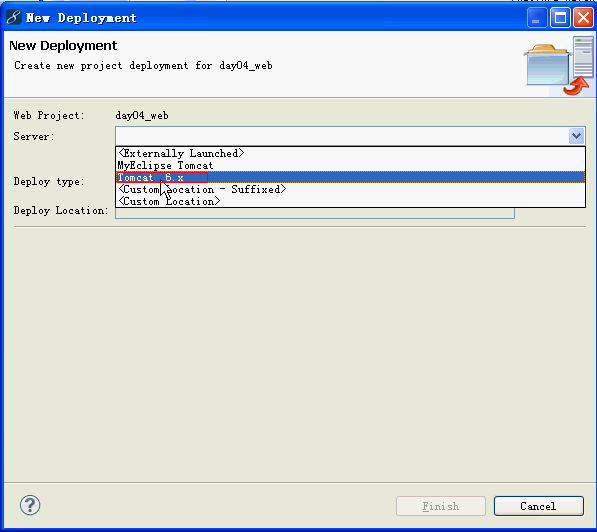 New Deployment
New Deployment
Create new project deployment for day04_web
Web Project: day04_web
Server:
<Externally Launched>
MyEclipse Tomcat
Tomcat 6.x
<Custom Location - Suffixed>
<Custom Location>
Deploy type:
Deploy Location:
Finish
Cancel